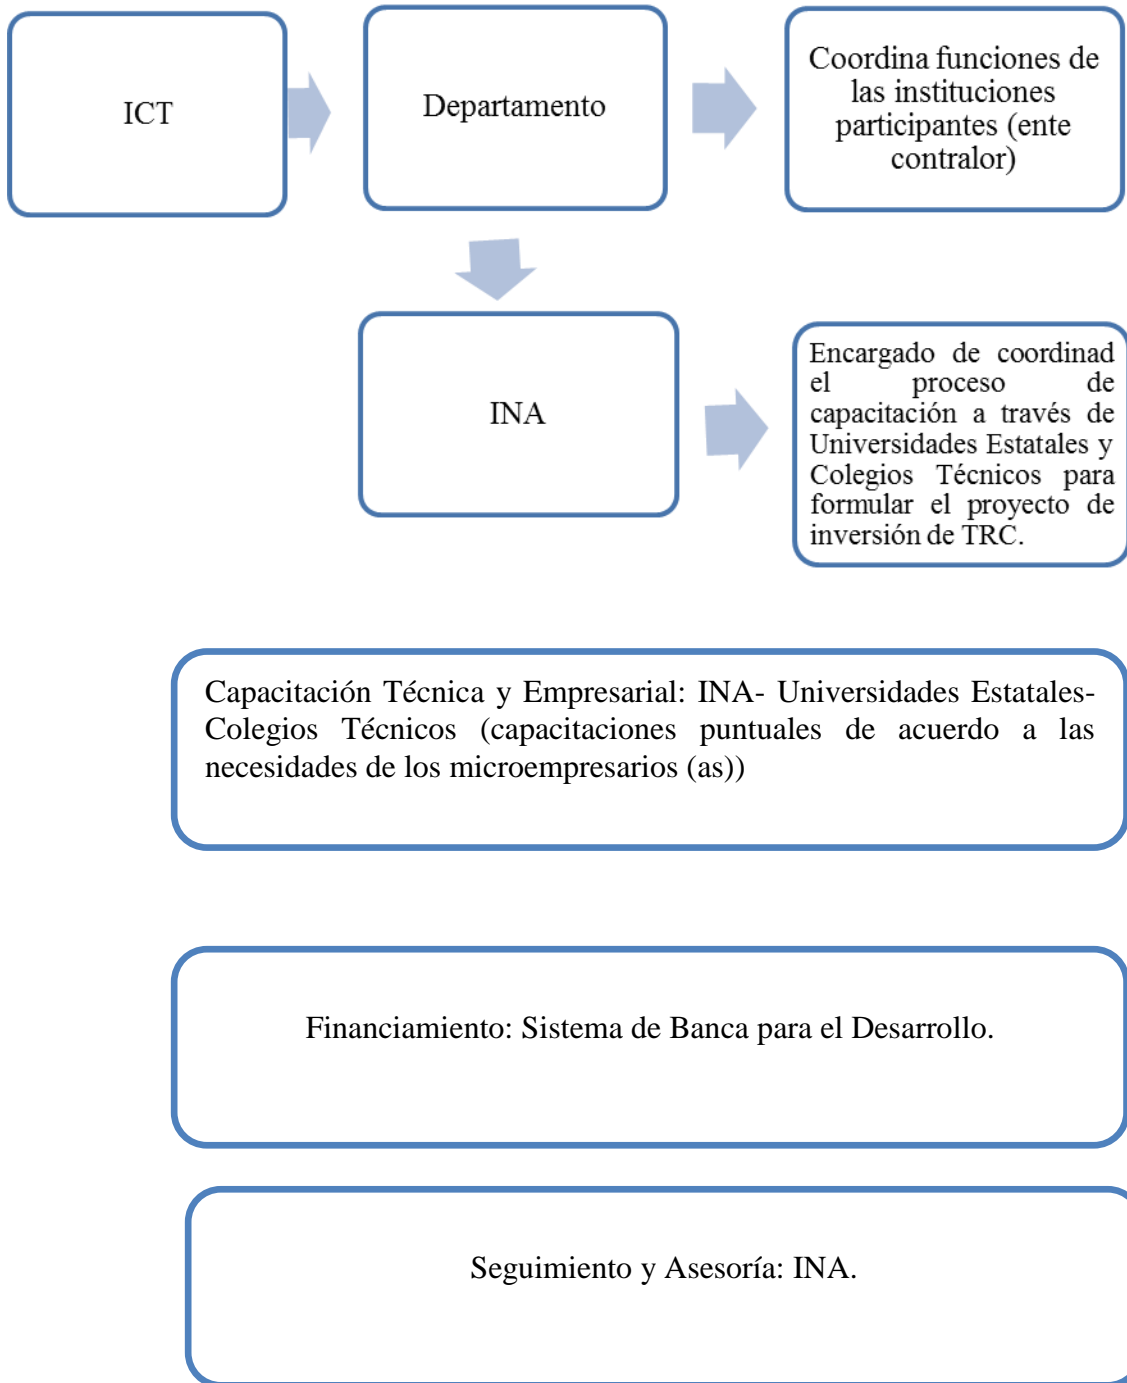 ICT
Departamento
Coordina funciones de
las instituciones
participantes (ente
contralor)
INA
Encargado de coordinad
el proceso de
capacitación a través de
Universidades Estatales y
Colegios Técnicos para
formular el proyecto de
inversión de TRC.
Capacitación Técnica y Empresarial: INA- Universidades Estatales-
Colegios Técnicos (capacitaciones puntuales de acuerdo a las
necesidades de los microempresarios (as))
Financiamiento: Sistema de Banca para el Desarrollo.
Seguimiento y Asesoría: INA.